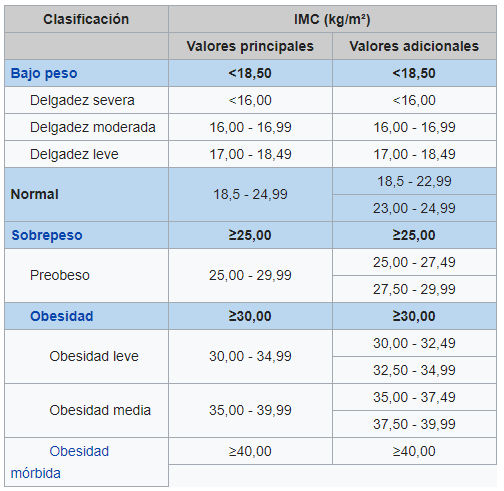 Clasificación IMC (kg/m²)
Valores principales Valores adicionales
Bajo peso <18,50 <18,50
Delgadez severa <16,00 <16,00
Delgadez moderada 16,00 - 16,99 16,00 - 16,99
Delgadez leve 17,00 - 18,49 17,00 - 18,49
Normal 18,5 - 24,99 18,5 - 22,99
23,00 - 24,99
Sobrepeso ≥25,00 ≥25,00
Preobeso 25,00 - 29,99 25,00 - 27,49
27,50 - 29,99
Obesidad ≥30,00 ≥30,00
Obesidad leve 30,00 - 34,99 30,00 - 32,49
32,50 - 34,99
Obesidad media 35,00 - 39,99 35,00 - 37,49
37,50 - 39,99
Obesidad ≥40,00 ≥40,00
mórbida